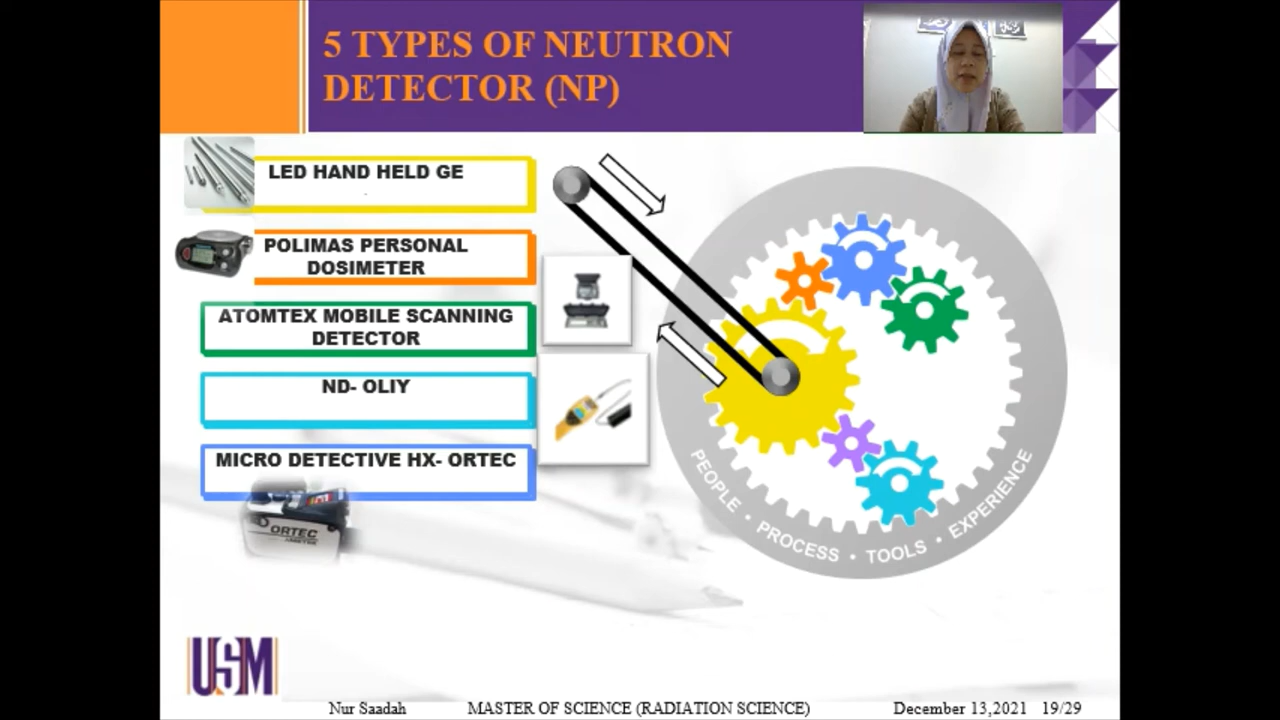 5 TYPES OF NEUTRON
DETECTOR (NP)
LED HAND HELD GE
POLIMAS PERSONAL
DOSIMETER
ATOMTEX MOBILE SCANNING
DETECTOR
ND- OLIY
MICRO DETECTIVE HX- ORTEC
ORTEC
PEOPLE • PROCESS • TOOLS • EXPERIENCE
USM
Nur Saadah MASTER OF SCIENCE (RADIATION SCIENCE) December 13,2021 19/29